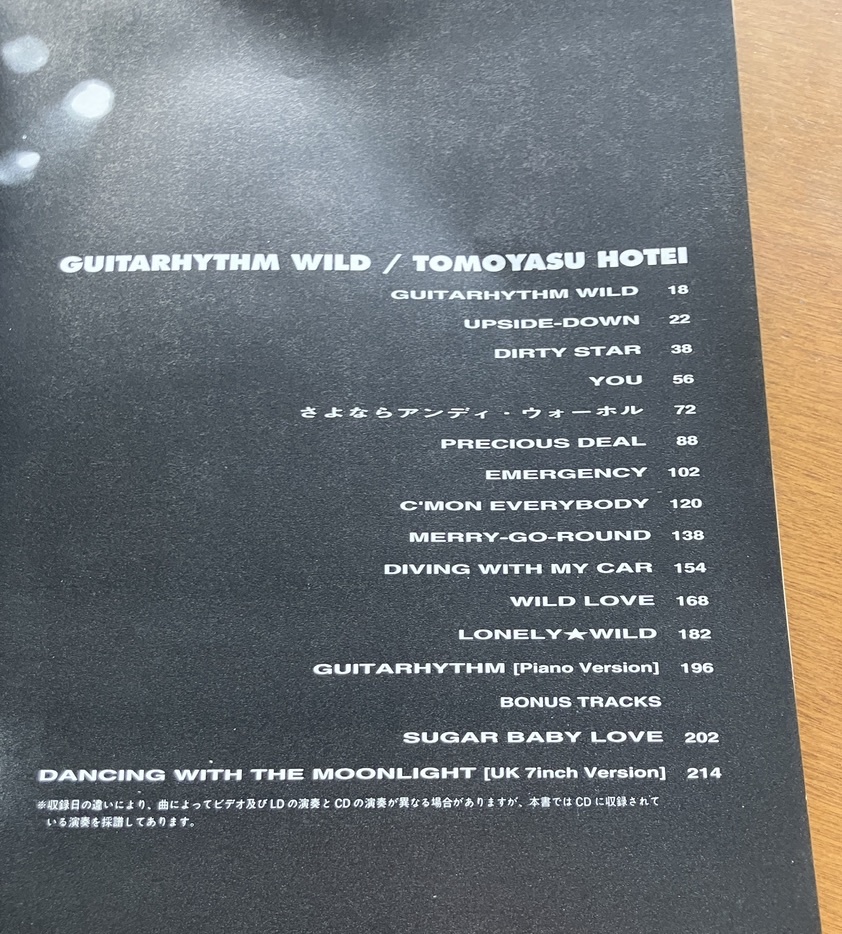 GUITARHYTHM WILD / TOMOYASU HOTEI
GUITARHYTHM WILD 18
UPSIDE-DOWN 22
DIRTY STAR 38
YOU 56
さよならアンディ・ウォーホル 72
PRECIOUS DEAL 88
EMERGENCY 102
C'MON EVERYBODY 120
MERRY-GO-ROUND 138
DIVING WITH MY CAR 154
WILD LOVE 168
LONELY★WILD 182
GUITARHYTHM [Piano Version] 196
BONUS TRACKS
SUGAR BABY LOVE 202
DANCING WITH THE MOONLIGHT [UK 7inch Version] 214
※収録日の違いにより、曲によってビデオ及びLDの演奏とCDの演奏が異なる場合がありますが、本書ではCDに収録されて
いる演奏を採譜してあります。